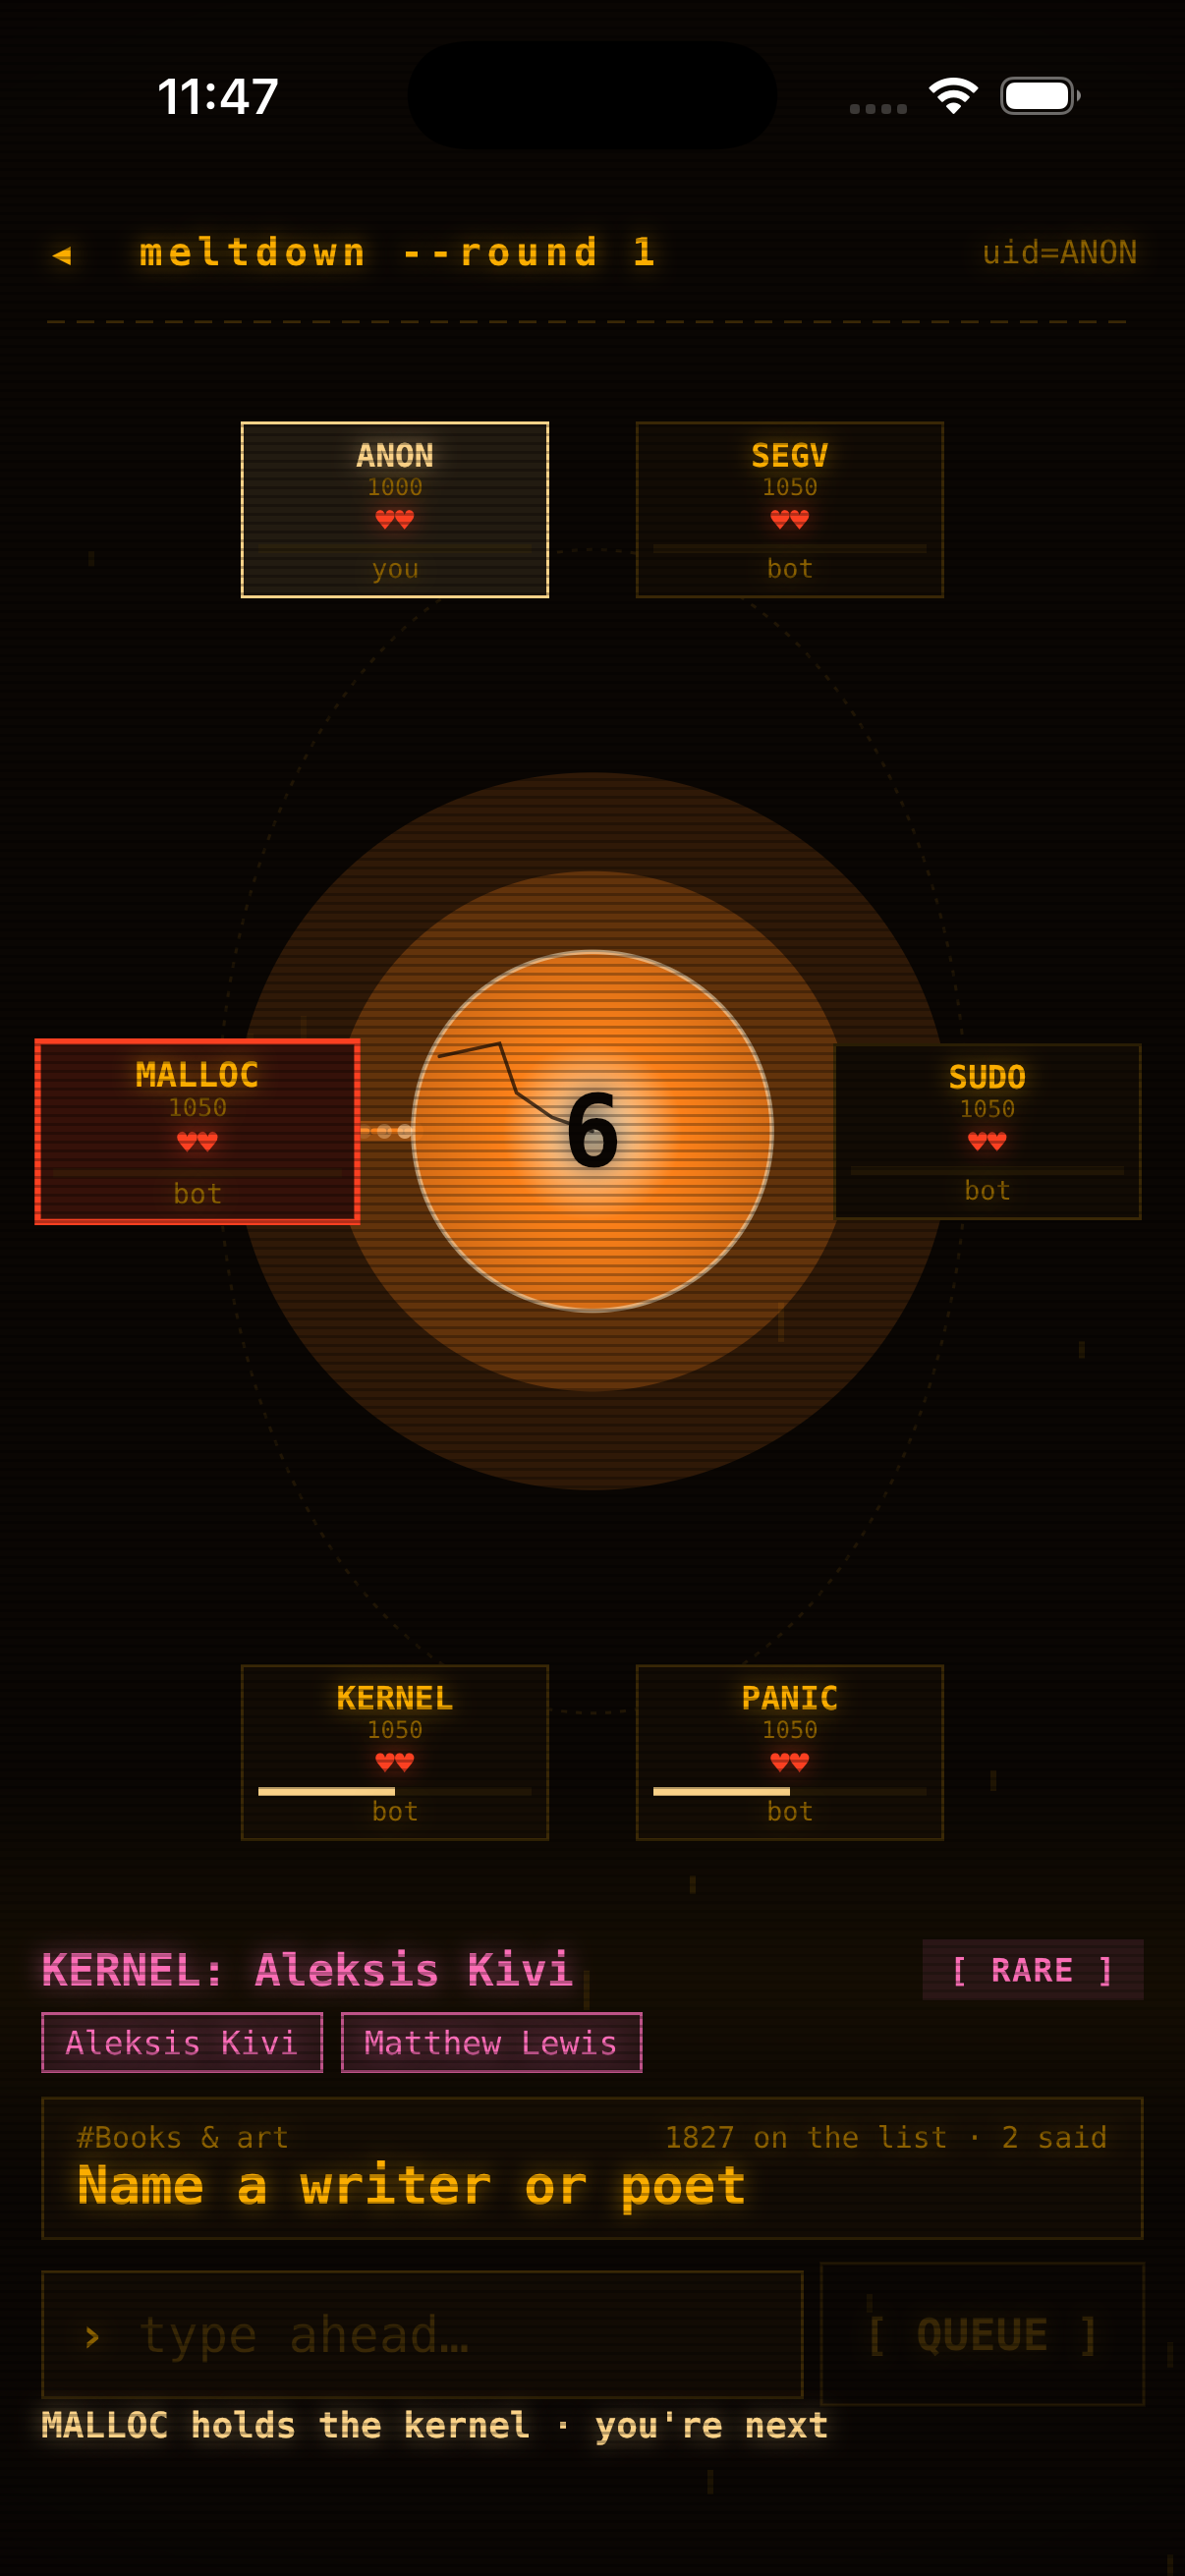 11:47
◂ meltdown --round 1 uid=ANON
ANON
1000
♥♥
you
SEGV
1050
♥♥
bot
MALLOC
1050
♥♥
bot
6
SUDO
1050
♥♥
bot
KERNEL
1050
♥♥
bot
PANIC
1050
♥♥
bot
KERNEL: Aleksis Kivi [ RARE ]
Aleksis Kivi Matthew Lewis
#Books & art 1827 on the list · 2 said
Name a writer or poet
› type ahead… [ QUEUE ]
MALLOC holds the kernel · you're next